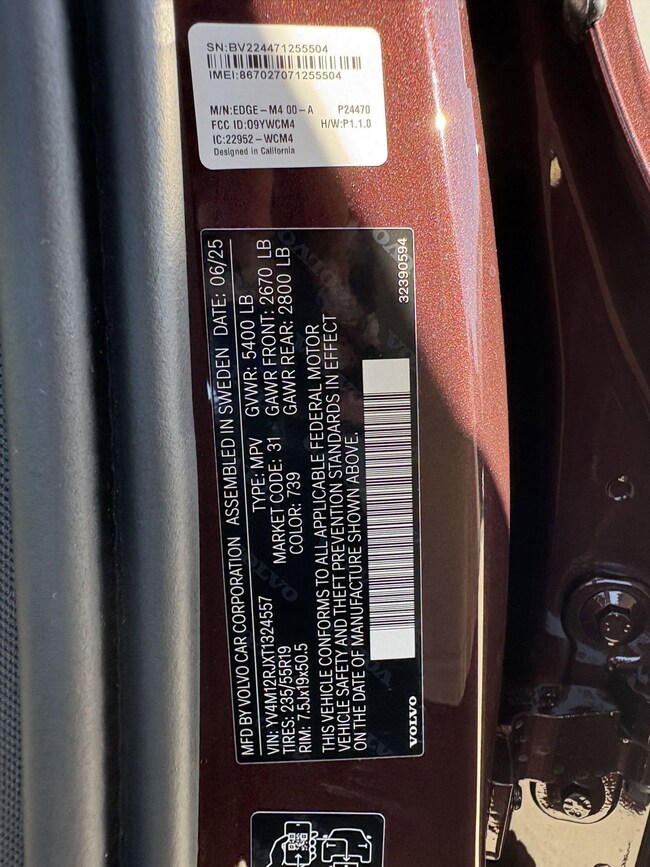 SN:BV224471255504
IMEI:867027071255504
M/N:EDGE-M4 00-A P24470
FCC ID:O9YWCM4 H/W:P1.1.0
IC:22952-WCM4
Designed in California
MFD BY VOLVO CAR CORPORATION ASSEMBLED IN SWEDEN DATE: 06/25
VIN: YV4M12RJXT1324557 TYPE: MPV GVWR: 5400 LB
TIRES: 235/55R19 MARKET CODE: 31 GAWR FRONT: 2670 LB
RIM: 7.5Jx19x50.5 COLOR: 739 GAWR REAR: 2800 LB
THIS VEHICLE CONFORMS TO ALL APPLICABLE FEDERAL MOTOR
VEHICLE SAFETY AND THEFT PREVENTION STANDARDS IN EFFECT
ON THE DATE OF MANUFACTURE SHOWN ABOVE.
VOLVO 32390594